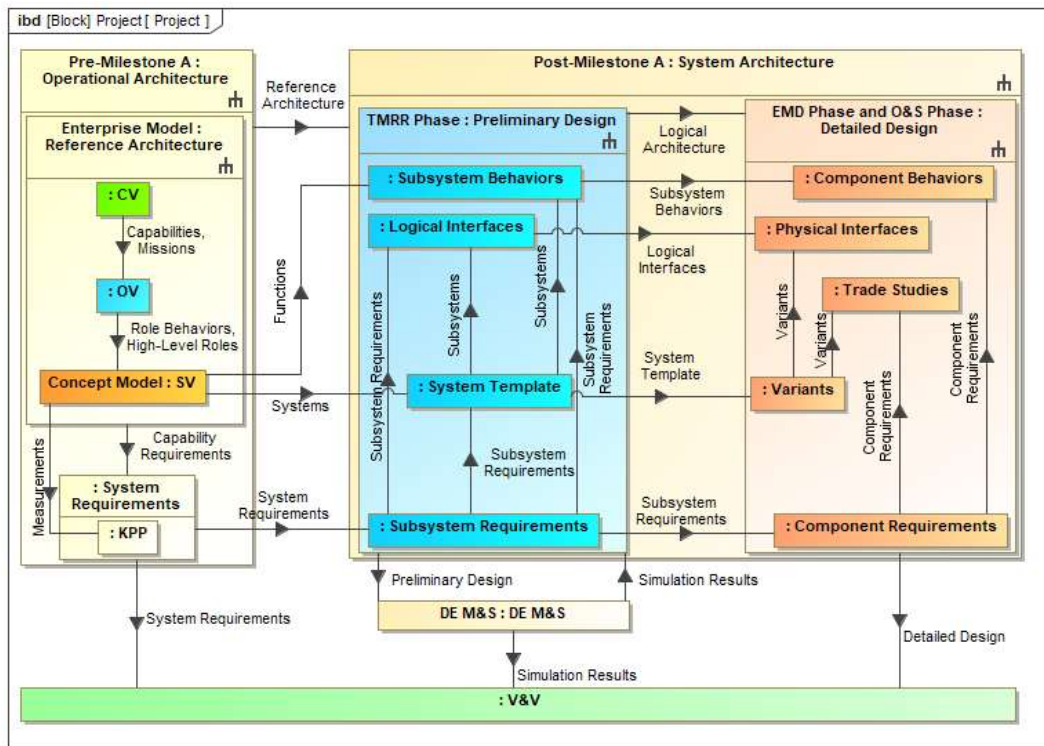 ibd [Block] Project [ Project ]
Pre-Milestone A :
Operational Architecture
Enterprise Model :
Reference Architecture
: CV
Capabilities,
Missions
: OV
Role Behaviors,
High-Level Roles
Concept Model : SV
Measurements
Capability
Requirements
: System
Requirements
: KPP
System Requirements
Reference
Architecture
Functions
Systems
System
Requirements
Post-Milestone A : System Architecture
TMRR Phase : Preliminary Design
: Subsystem Behaviors
: Logical Interfaces
Subsystem Requirements
Subsystems
Subsystems
Subsystem
Requirements
: System Template
Subsystem
Requirements
: Subsystem Requirements
Logical
Architecture
Subsystem
Behaviors
Logical
Interfaces
System
Template
Subsystem
Requirements
EMD Phase and O&S Phase :
Detailed Design
: Component Behaviors
: Physical Interfaces
: Trade Studies
Variants
Variants
: Variants
Component
Requirements
Component
Requirements
: Component Requirements
Preliminary Design
Simulation Results
DE M&S : DE M&S
Simulation Results
Detailed Design
: V&V